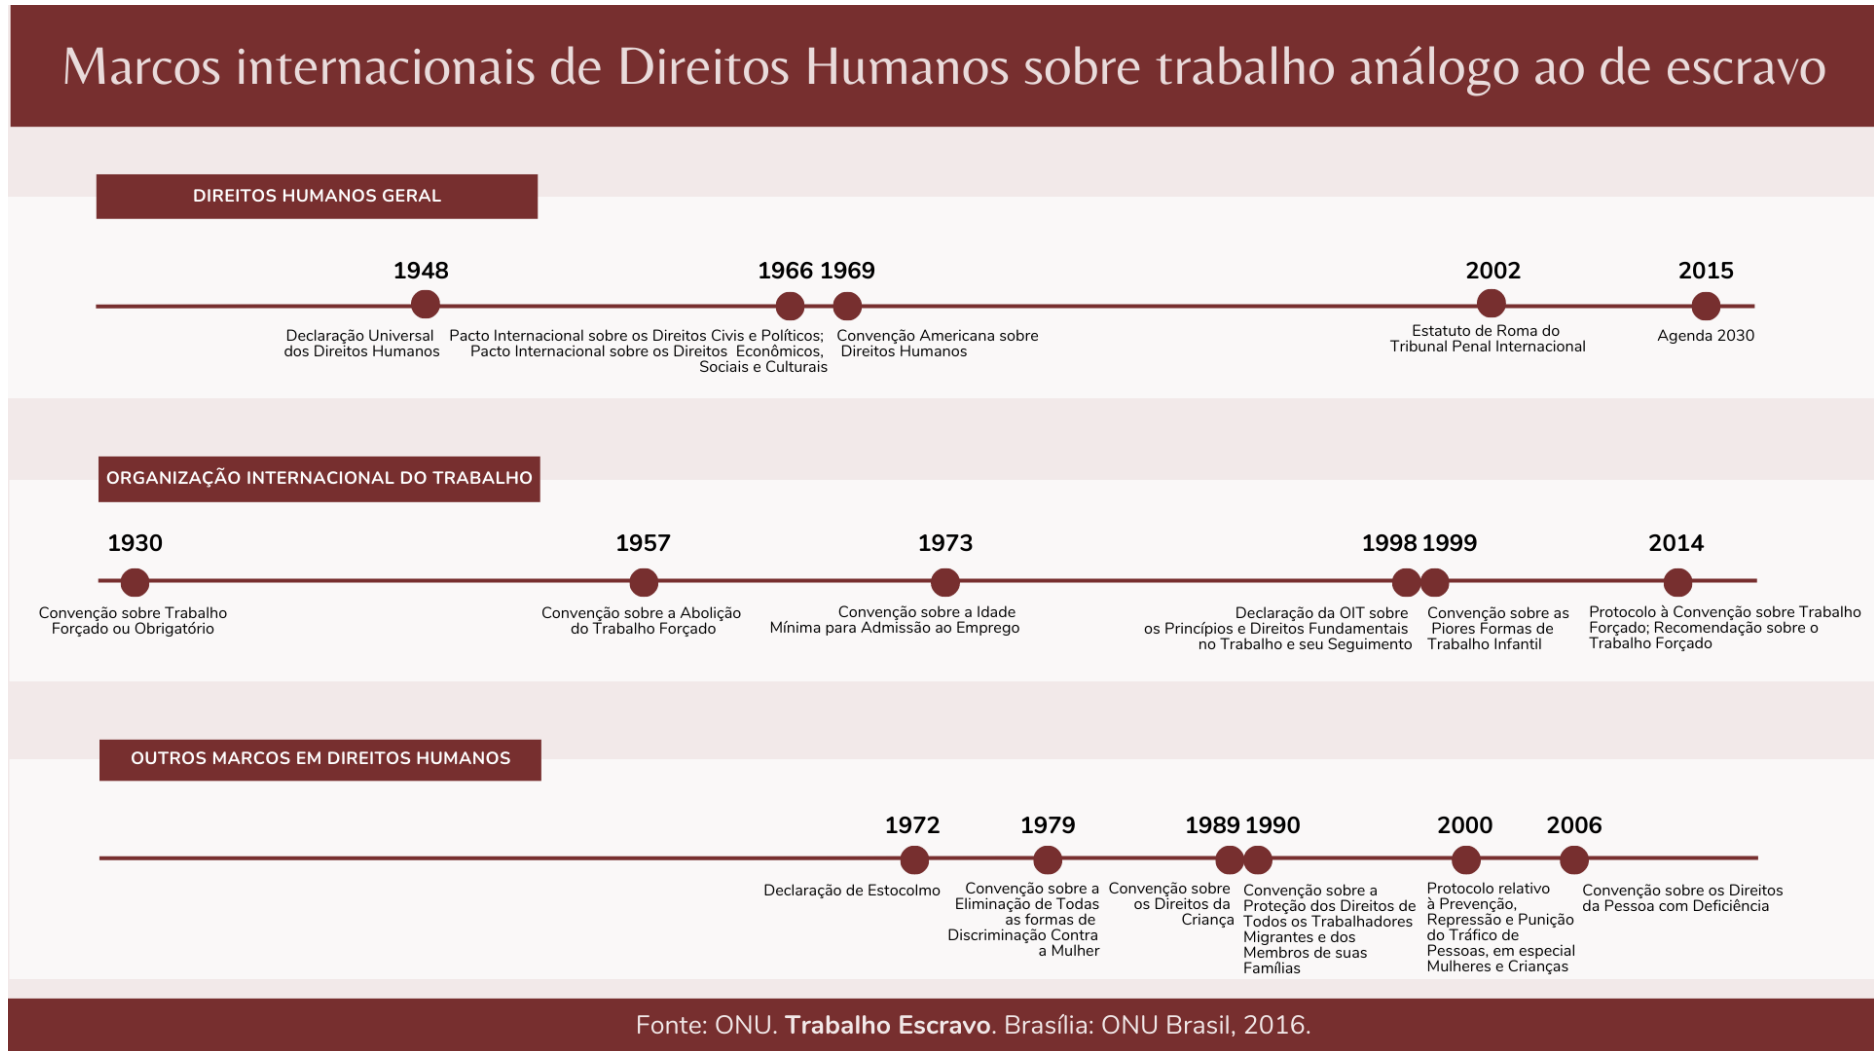 Marcos internacionais de Direitos Humanos sobre trabalho análogo ao de escravo
DIREITOS HUMANOS GERAL
1948
Declaração Universal
dos Direitos Humanos
1966
Pacto Internacional sobre os Direitos Civis e Políticos;
Pacto Internacional sobre os Direitos Econômicos,
Sociais e Culturais
1969
Convenção Americana sobre
Direitos Humanos
2002
Estatuto de Roma do
Tribunal Penal Internacional
2015
Agenda 2030
ORGANIZAÇÃO INTERNACIONAL DO TRABALHO
1930
Convenção sobre Trabalho
Forçado ou Obrigatório
1957
Convenção sobre a Abolição
do Trabalho Forçado
1973
Convenção sobre a Idade
Mínima para Admissão ao Emprego
1998
Declaração da OIT sobre
os Princípios e Direitos Fundamentais
no Trabalho e seu Seguimento
1999
Convenção sobre as
Piores Formas de
Trabalho Infantil
2014
Protocolo à Convenção sobre Trabalho
Forçado; Recomendação sobre o
Trabalho Forçado
OUTROS MARCOS EM DIREITOS HUMANOS
1972
Declaração de Estocolmo
1979
Convenção sobre a
Eliminação de Todas
as formas de
Discriminação Contra
a Mulher
1989
Convenção sobre
os Direitos da
Criança
1990
Convenção sobre a
Proteção dos Direitos de
Todos os Trabalhadores
Migrantes e dos
Membros de suas
Famílias
2000
Protocolo relativo
à Prevenção,
Repressão e Punição
do Tráfico de
Pessoas, em especial
Mulheres e Crianças
2006
Convenção sobre os Direitos
da Pessoa com Deficiência
Fonte: ONU. Trabalho Escravo. Brasília: ONU Brasil, 2016.